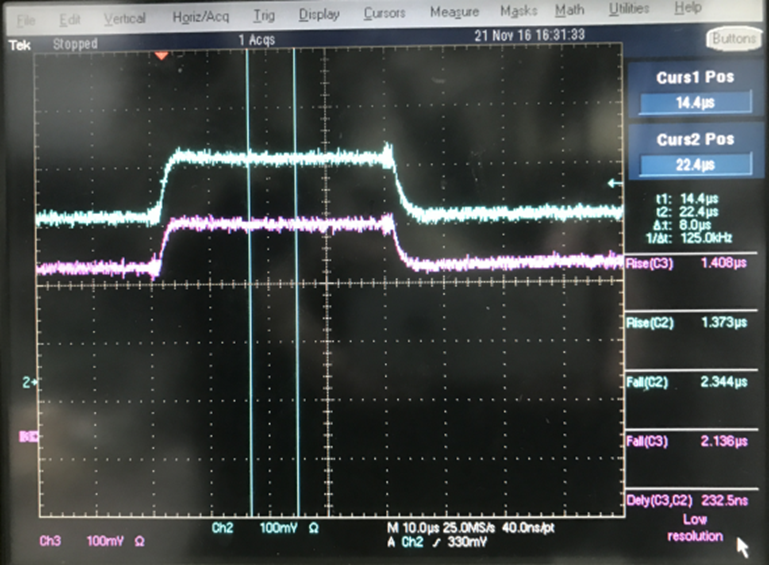 File Edit Vertical Horiz/Acq Trig Display Cursors Measure Masks Math Utilities Help
Tek Stopped 1 Acqs 21 Nov 16 16:31:33 Buttons
Curs1 Pos
14.4µs
Curs2 Pos
22.4µs
t1: 14.4µs
t2: 22.4µs
Δt: 8.0µs
1/Δt: 125.0kHz
Rise(C3) 1.408µs
Rise(C2) 1.373µs
2 Fall(C2) 2.344µs
Fall(C3) 2.136µs
Dely(C3,C2) 232.5ns
Low
resolution
Ch2 100mV Ω M 10.0µs 25.0MS/s 40.0ns/pt
Ch3 100mV Ω A Ch2 330mV